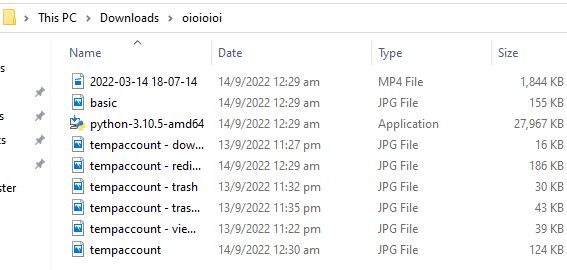 This PC > Downloads > oioioioi
Name Date modified Type Size
2022-03-14 18-07-14 14/9/2022 12:29 am MP4 File 1,844 KB
basic 14/9/2022 12:29 am JPG File 155 KB
python-3.10.5-amd64 14/9/2022 12:29 am Application 27,967 KB
tempaccount - dow... 13/9/2022 11:27 pm JPG File 16 KB
tempaccount - redi... 14/9/2022 12:29 am JPG File 186 KB
tempaccount - trash 13/9/2022 11:32 pm JPG File 30 KB
tempaccount - tras... 13/9/2022 11:35 pm JPG File 43 KB
tempaccount - vie... 13/9/2022 11:22 pm JPG File 39 KB
tempaccount 14/9/2022 12:30 am JPG File 124 KB